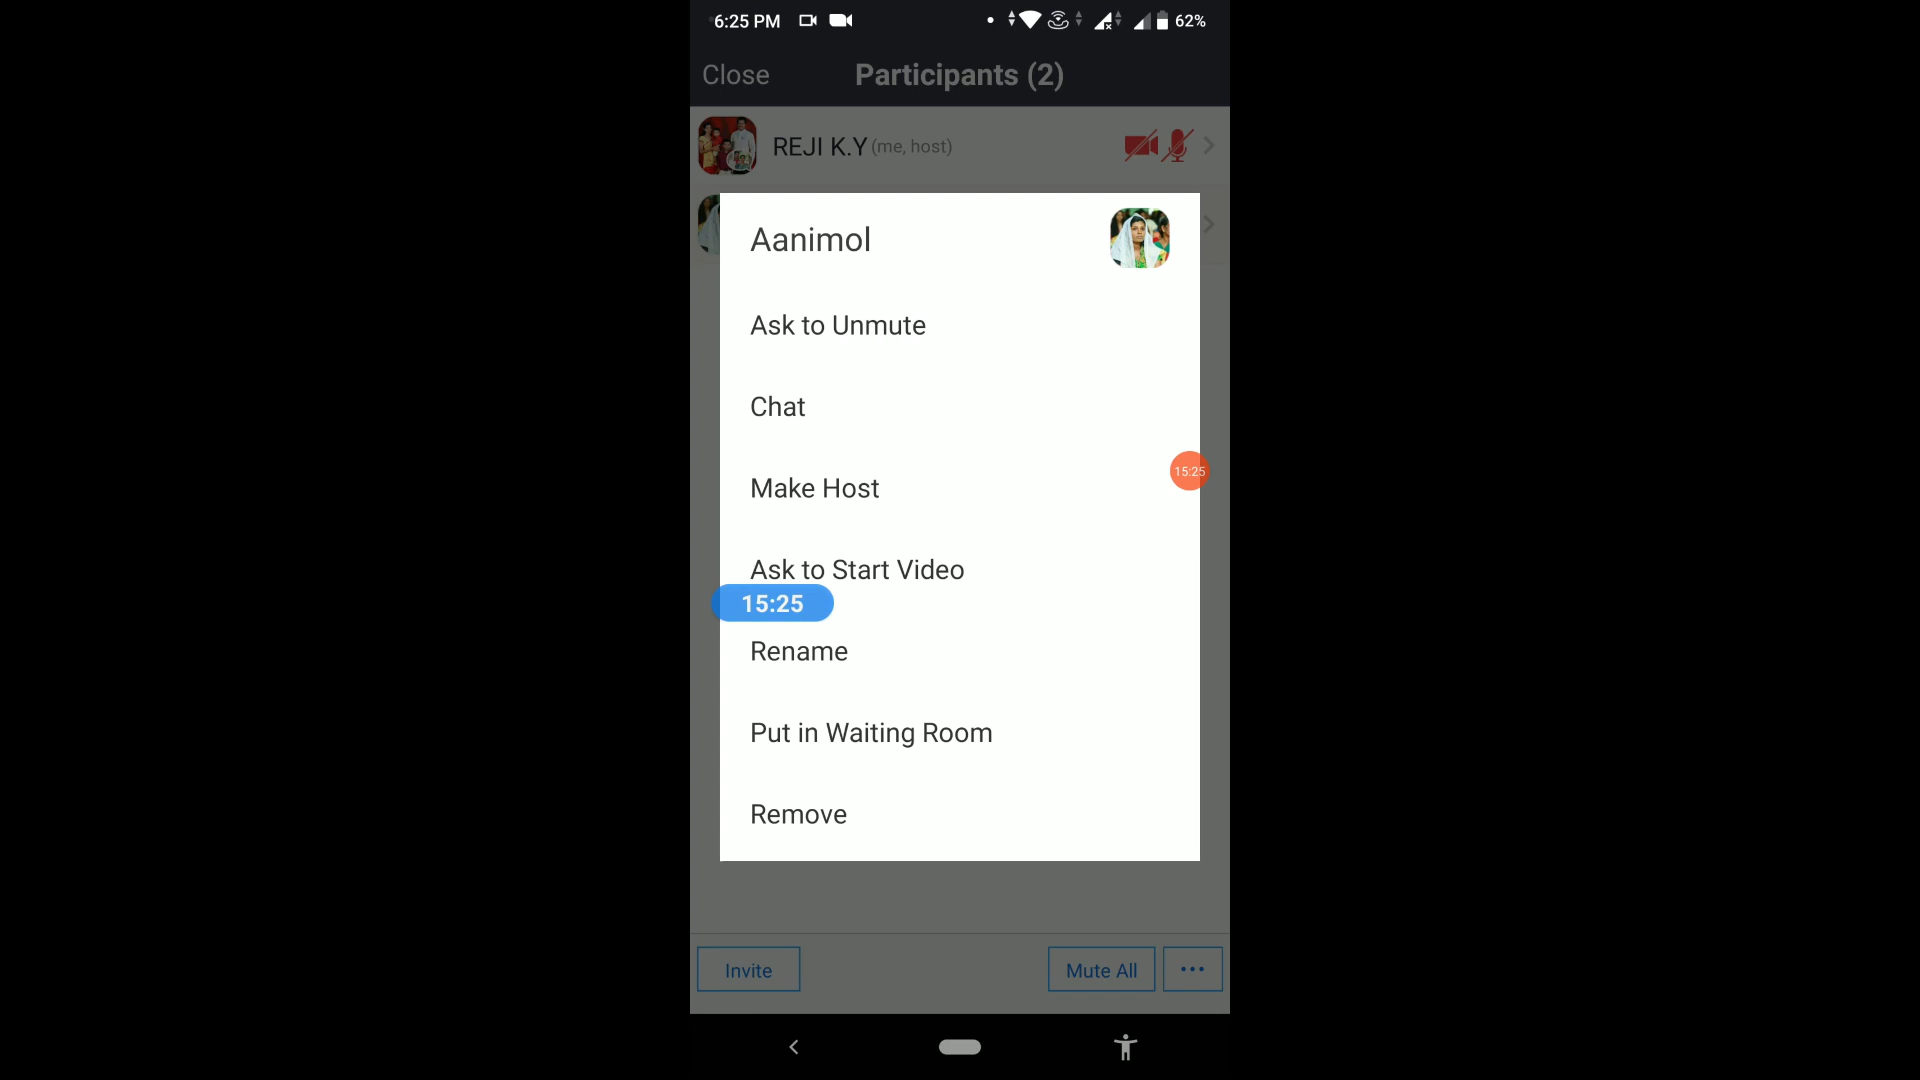 6:25 PM 62%
Close Participants (2)
REJI K.Y (me, host)
Aanimol
Ask to Unmute
Chat
15:25
Make Host
Ask to Start Video
15:25
Rename
Put in Waiting Room
Remove
Invite Mute All ...